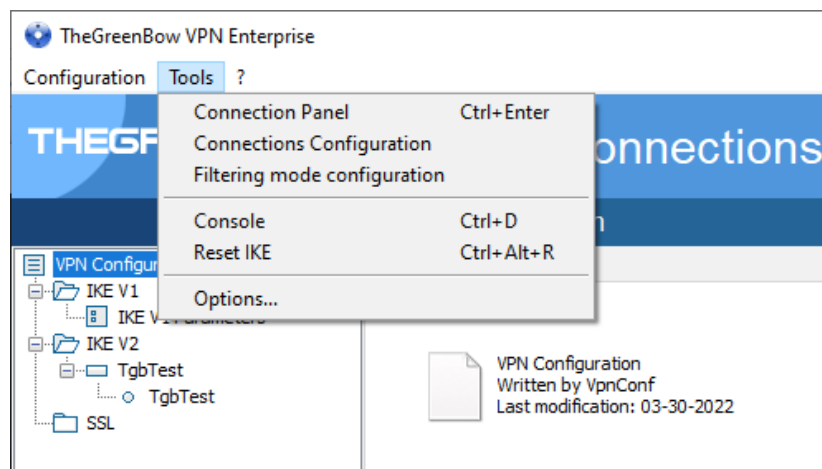 TheGreenBow VPN Enterprise
Configuration Tools ?
Connection Panel Ctrl+Enter
Connections Configuration
Filtering mode configuration
Console Ctrl+D
Reset IKE Ctrl+Alt+R
Options...
THEG
onnections
n
VPN Configur
IKE V1
IKE V1 Parameters
IKE V2
TgbTest
TgbTest
SSL
VPN Configuration
Written by VpnConf
Last modification: 03-30-2022